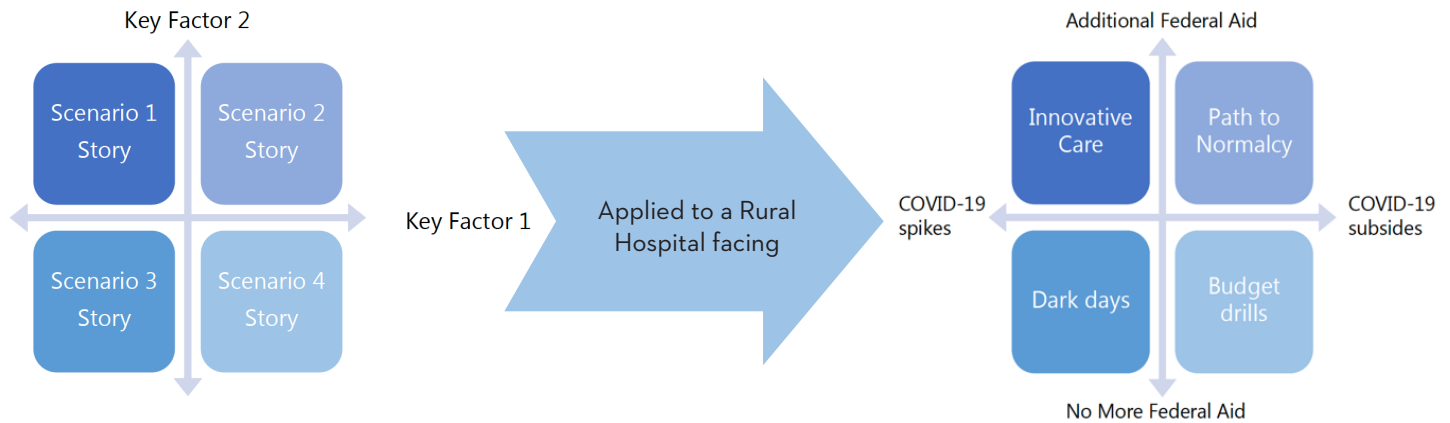 Key Factor 2
Scenario 1
Story
Scenario 2
Story
Scenario 3
Story
Scenario 4
Story
Key Factor 1
Applied to a Rural
Hospital facing
Additional Federal Aid
Innovative
Care
Path to
Normalcy
COVID-19
spikes
COVID-19
subsides
Dark days
Budget
drills
No More Federal Aid